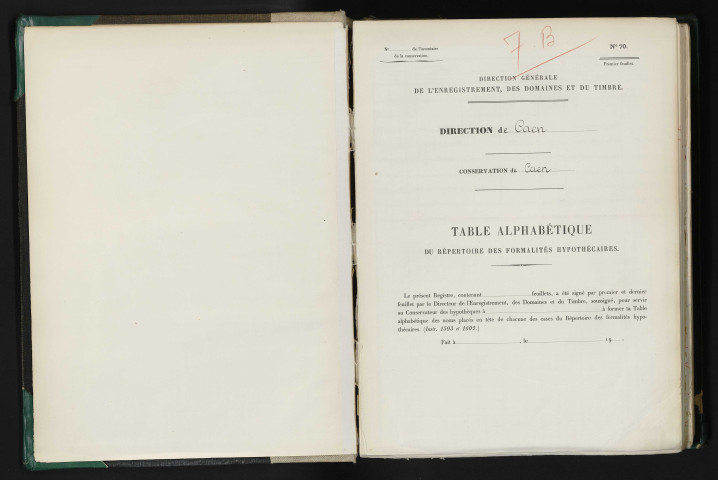 N° de l'inventaire
de la conservation.
7 B
N° 20.
Premier feuillet.
DIRECTION GÉNÉRALE
DE L'ENREGISTREMENT, DES DOMAINES ET DU TIMBRE.
DIRECTION de Caen
CONSERVATION de Caen
TABLE ALPHABÉTIQUE
DU RÉPERTOIRE DES FORMALITÉS HYPOTHÉCAIRES.
Le présent Registre, contenant feuillets, a été signé par premier et dernier
feuillet par le Directeur de l'Enregistrement, des Domaines et du Timbre, soussigné, pour servir
au Conservateur des hypothèques à à former la Table
alphabétique des noms placés en tête de chacune des cases du Répertoire des formalités hypo-
thécaires. (Instr. 1593 et 1602.)
Fait à , le 19 .